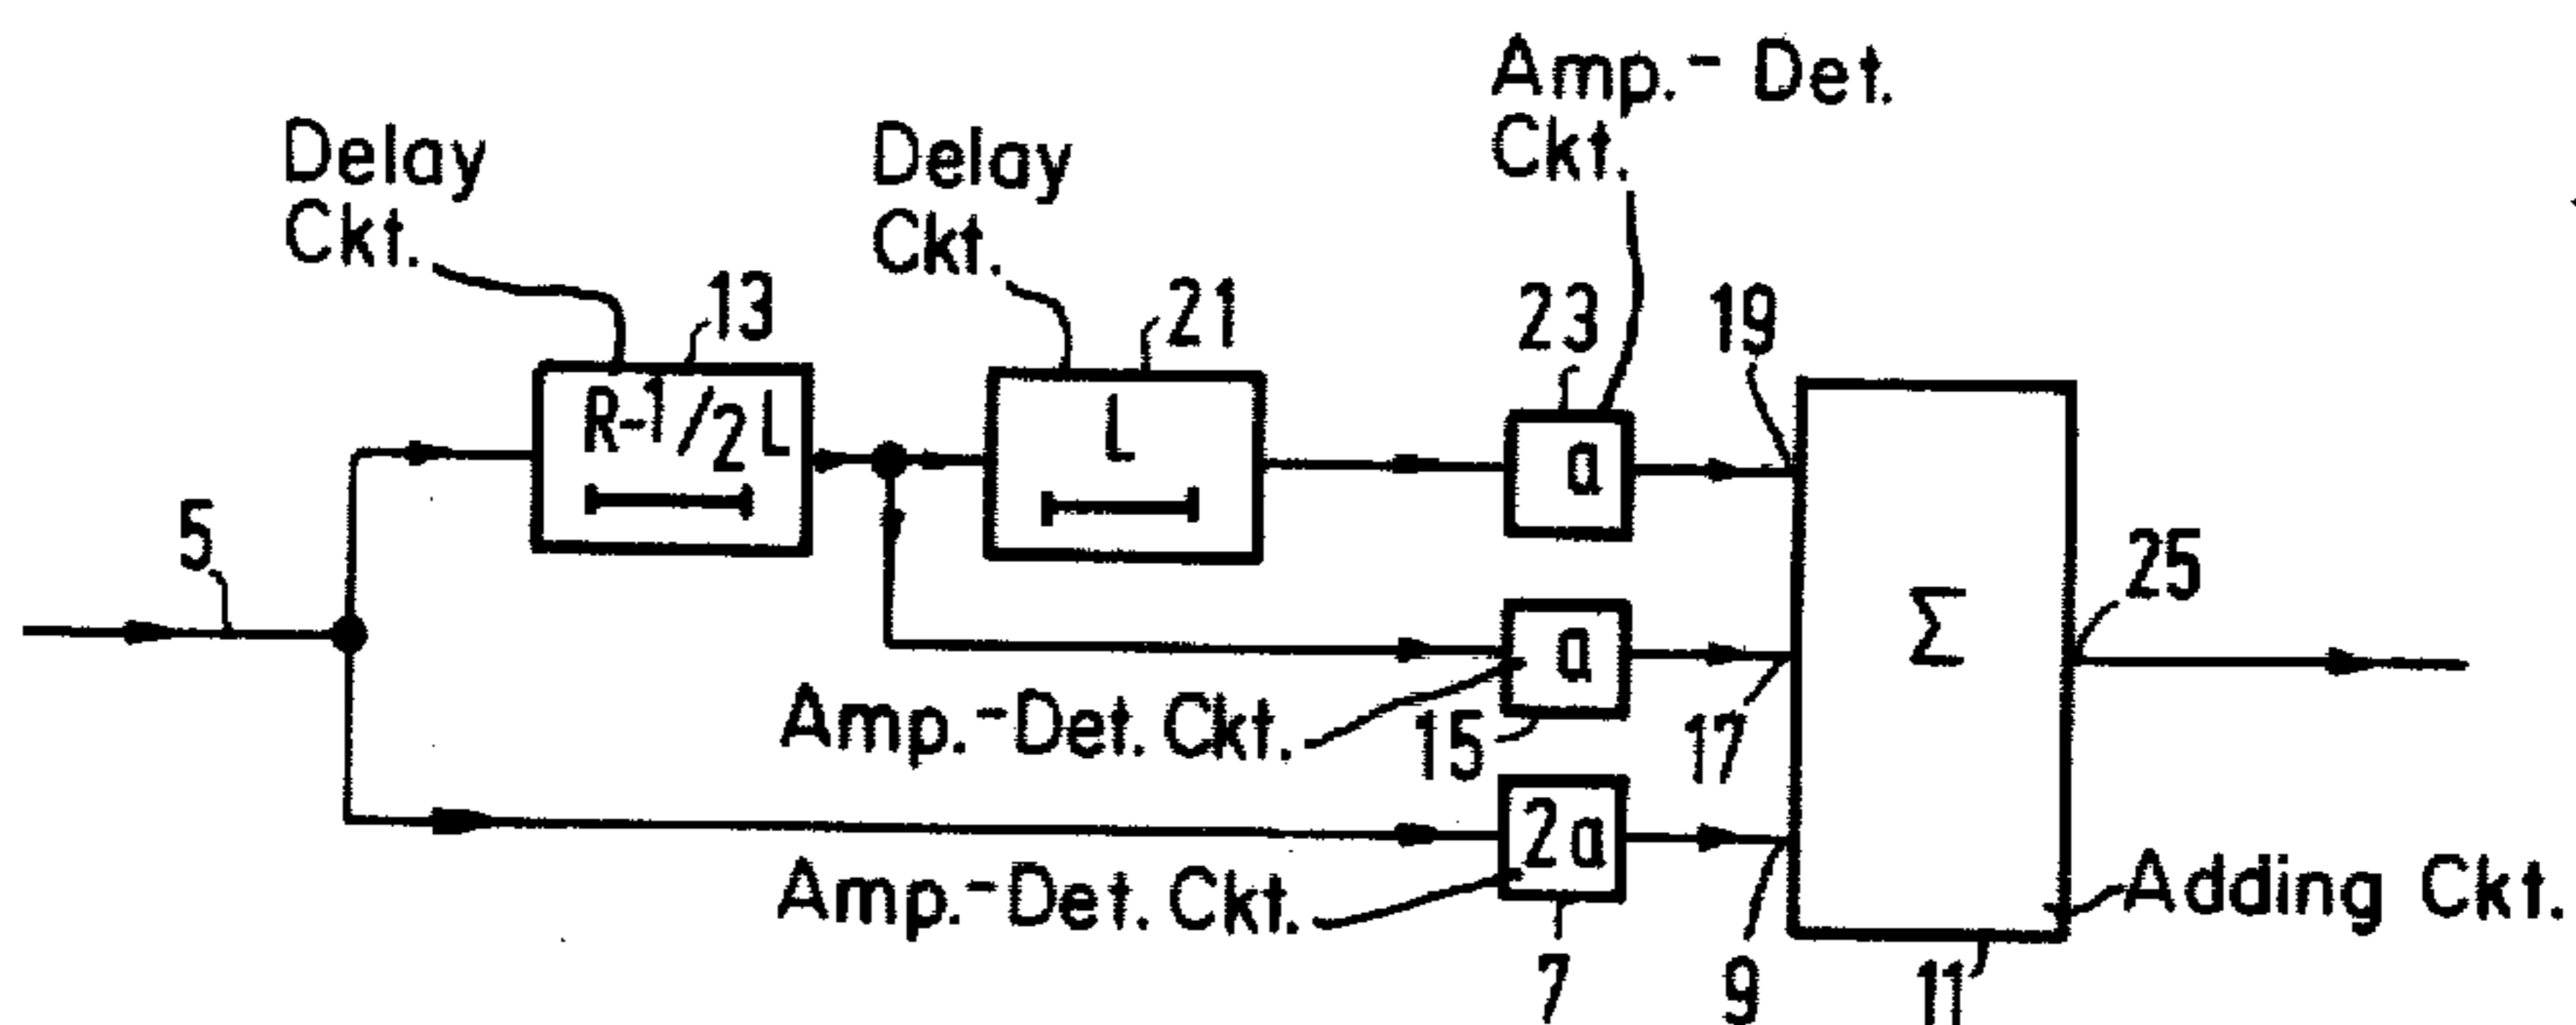 Amp.- Det.
Ckt.
Delay
Ckt.
Delay
Ckt.
13
21
23
19
R-1/2 L
L
a
5
Σ
25
a
Amp.-Det. Ckt.
15
17
2a
Amp.-Det. Ckt.
Adding Ckt.
7
9
11